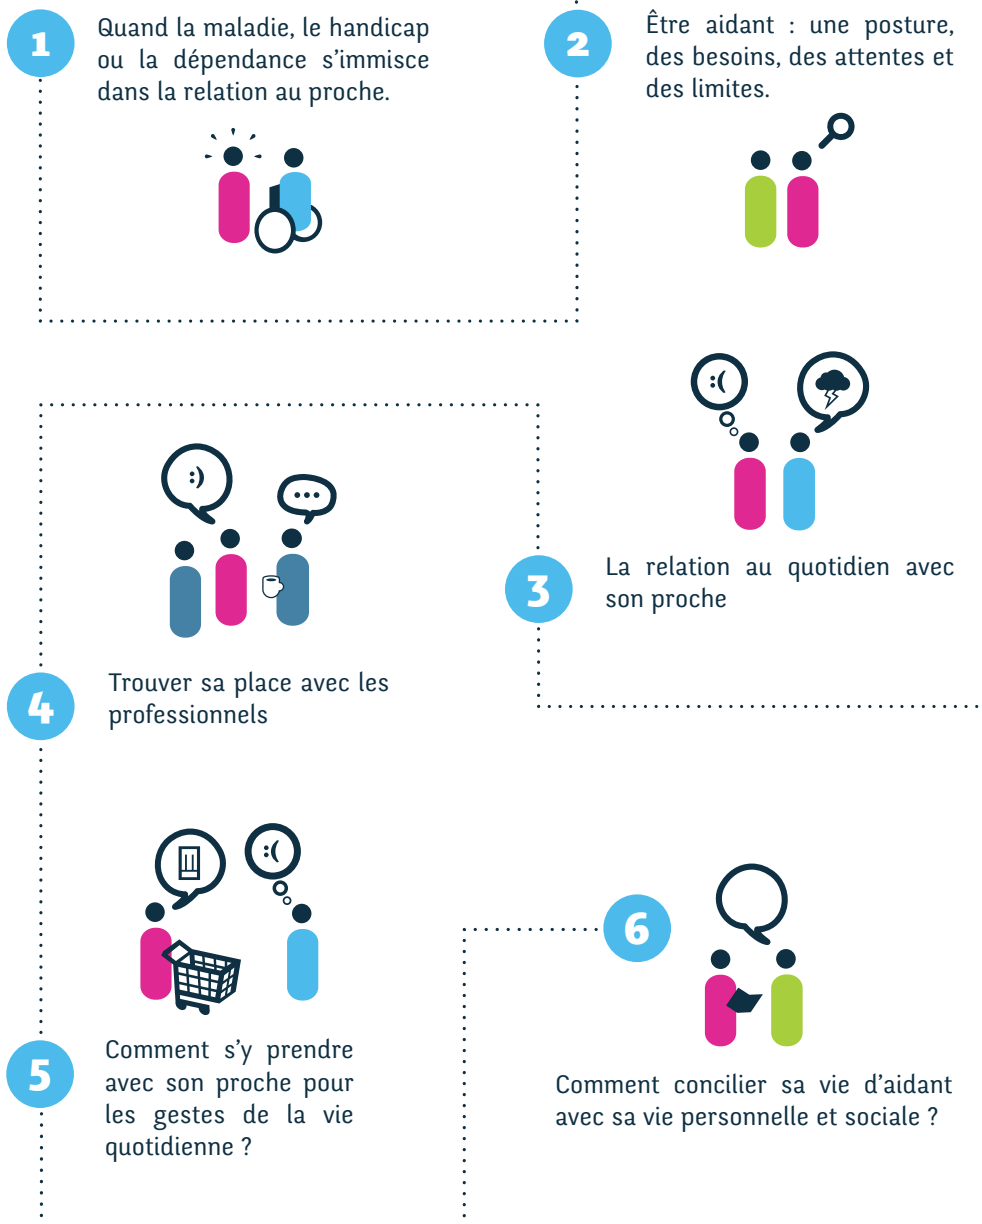 1
Quand la maladie, le handicap
ou la dépendance s'immisce
dans la relation au proche.
2
Être aidant : une posture,
des besoins, des attentes et
des limites.
:(
3
La relation au quotidien avec
son proche
:)
...
4
Trouver sa place avec les
professionnels
:(
5
Comment s'y prendre
avec son proche pour
les gestes de la vie
quotidienne ?
6
Comment concilier sa vie d'aidant
avec sa vie personnelle et sociale ?